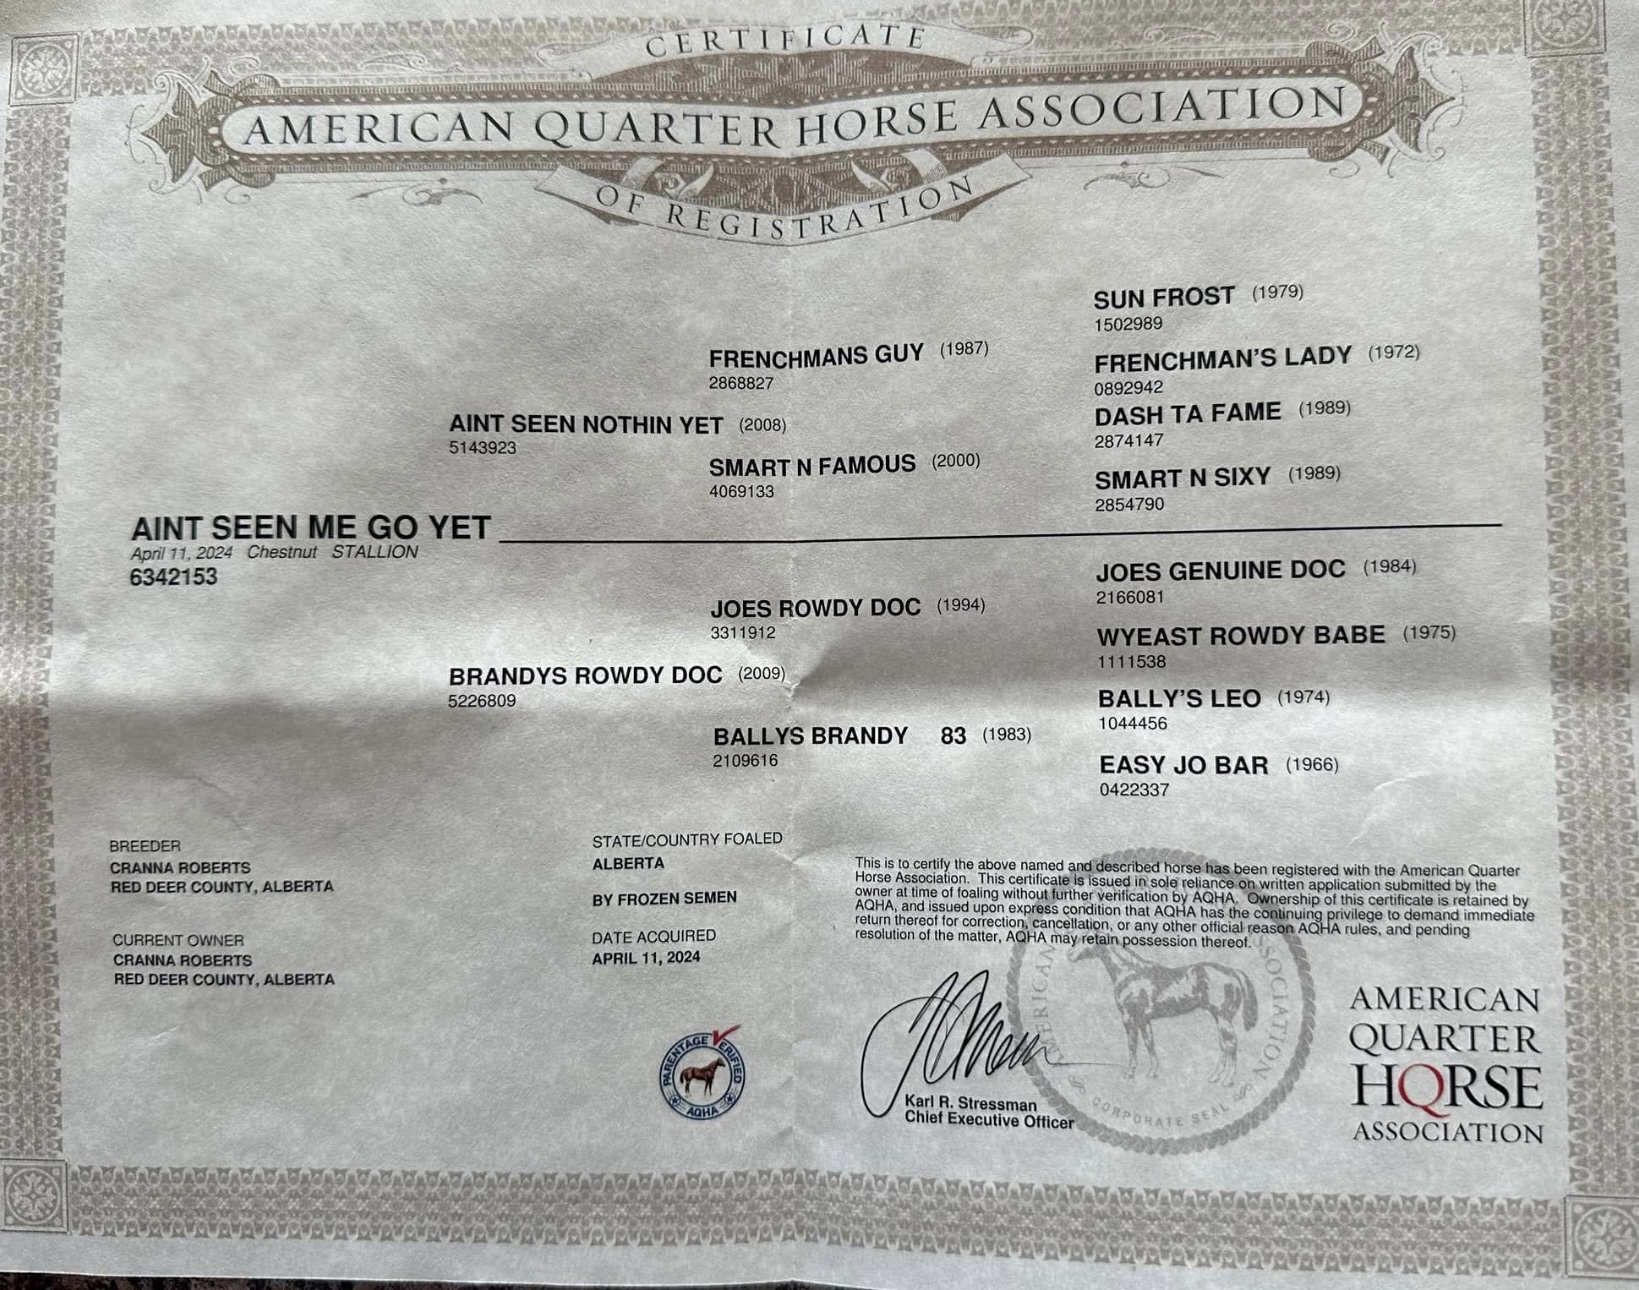 CERTIFICATE
AMERICAN QUARTER HORSE ASSOCIATION
OF REGISTRATION
SUN FROST (1979)
1502989
FRENCHMANS GUY (1987)
2868827
FRENCHMAN'S LADY (1972)
0892942
AINT SEEN NOTHIN YET (2008)
5143923
DASH TA FAME (1989)
2874147
SMART N FAMOUS (2000)
4069133
SMART N SIXY (1989)
2854790
AINT SEEN ME GO YET
April 11, 2024 Chestnut STALLION
6342153
JOES GENUINE DOC (1984)
2166081
JOES ROWDY DOC (1994)
3311912
WYEAST ROWDY BABE (1975)
1111538
BRANDYS ROWDY DOC (2009)
5226809
BALLY'S LEO (1974)
1044456
BALLYS BRANDY 83 (1983)
2109616
EASY JO BAR (1966)
0422337
BREEDER
CRANNA ROBERTS
RED DEER COUNTY, ALBERTA
CURRENT OWNER
CRANNA ROBERTS
RED DEER COUNTY, ALBERTA
STATE/COUNTRY FOALED
ALBERTA
BY FROZEN SEMEN
DATE ACQUIRED
APRIL 11, 2024
This is to certify the above named and described horse has been registered with the American Quarter
Horse Association. This certificate is issued in sole reliance on written application submitted by the
owner at time of foaling without further verification by AQHA. Ownership of this certificate is retained by
AQHA, and issued upon express condition that AQHA has the continuing privilege to demand immediate
return thereof for correction, cancellation, or any other official reason AQHA rules, and pending
resolution of the matter, AQHA may retain possession thereof.
PARENTAGE VERIFIED
AQHA
Karl R. Stressman
Chief Executive Officer
AMERICAN
ASSOCIATION
CORPORATE SEAL
AMERICAN
QUARTER
HORSE
ASSOCIATION